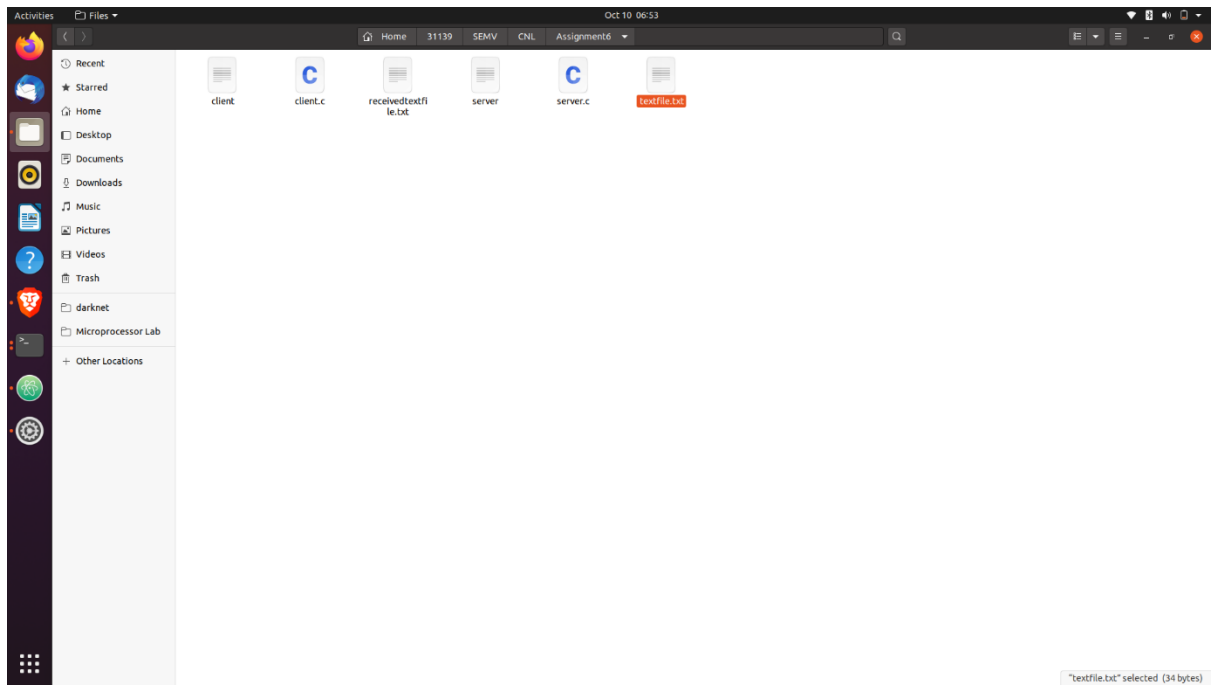 Activities Files Oct 10 06:53
Home 31139 SEMV CNL Assignment6
Recent
Starred
Home
Desktop
Documents
Downloads
Music
Pictures
Videos
Trash
darknet
Microprocessor Lab
+ Other Locations
C C
client client.c receivedtextfi server server.c textfile.txt
le.txt
"textfile.txt" selected (34 bytes)